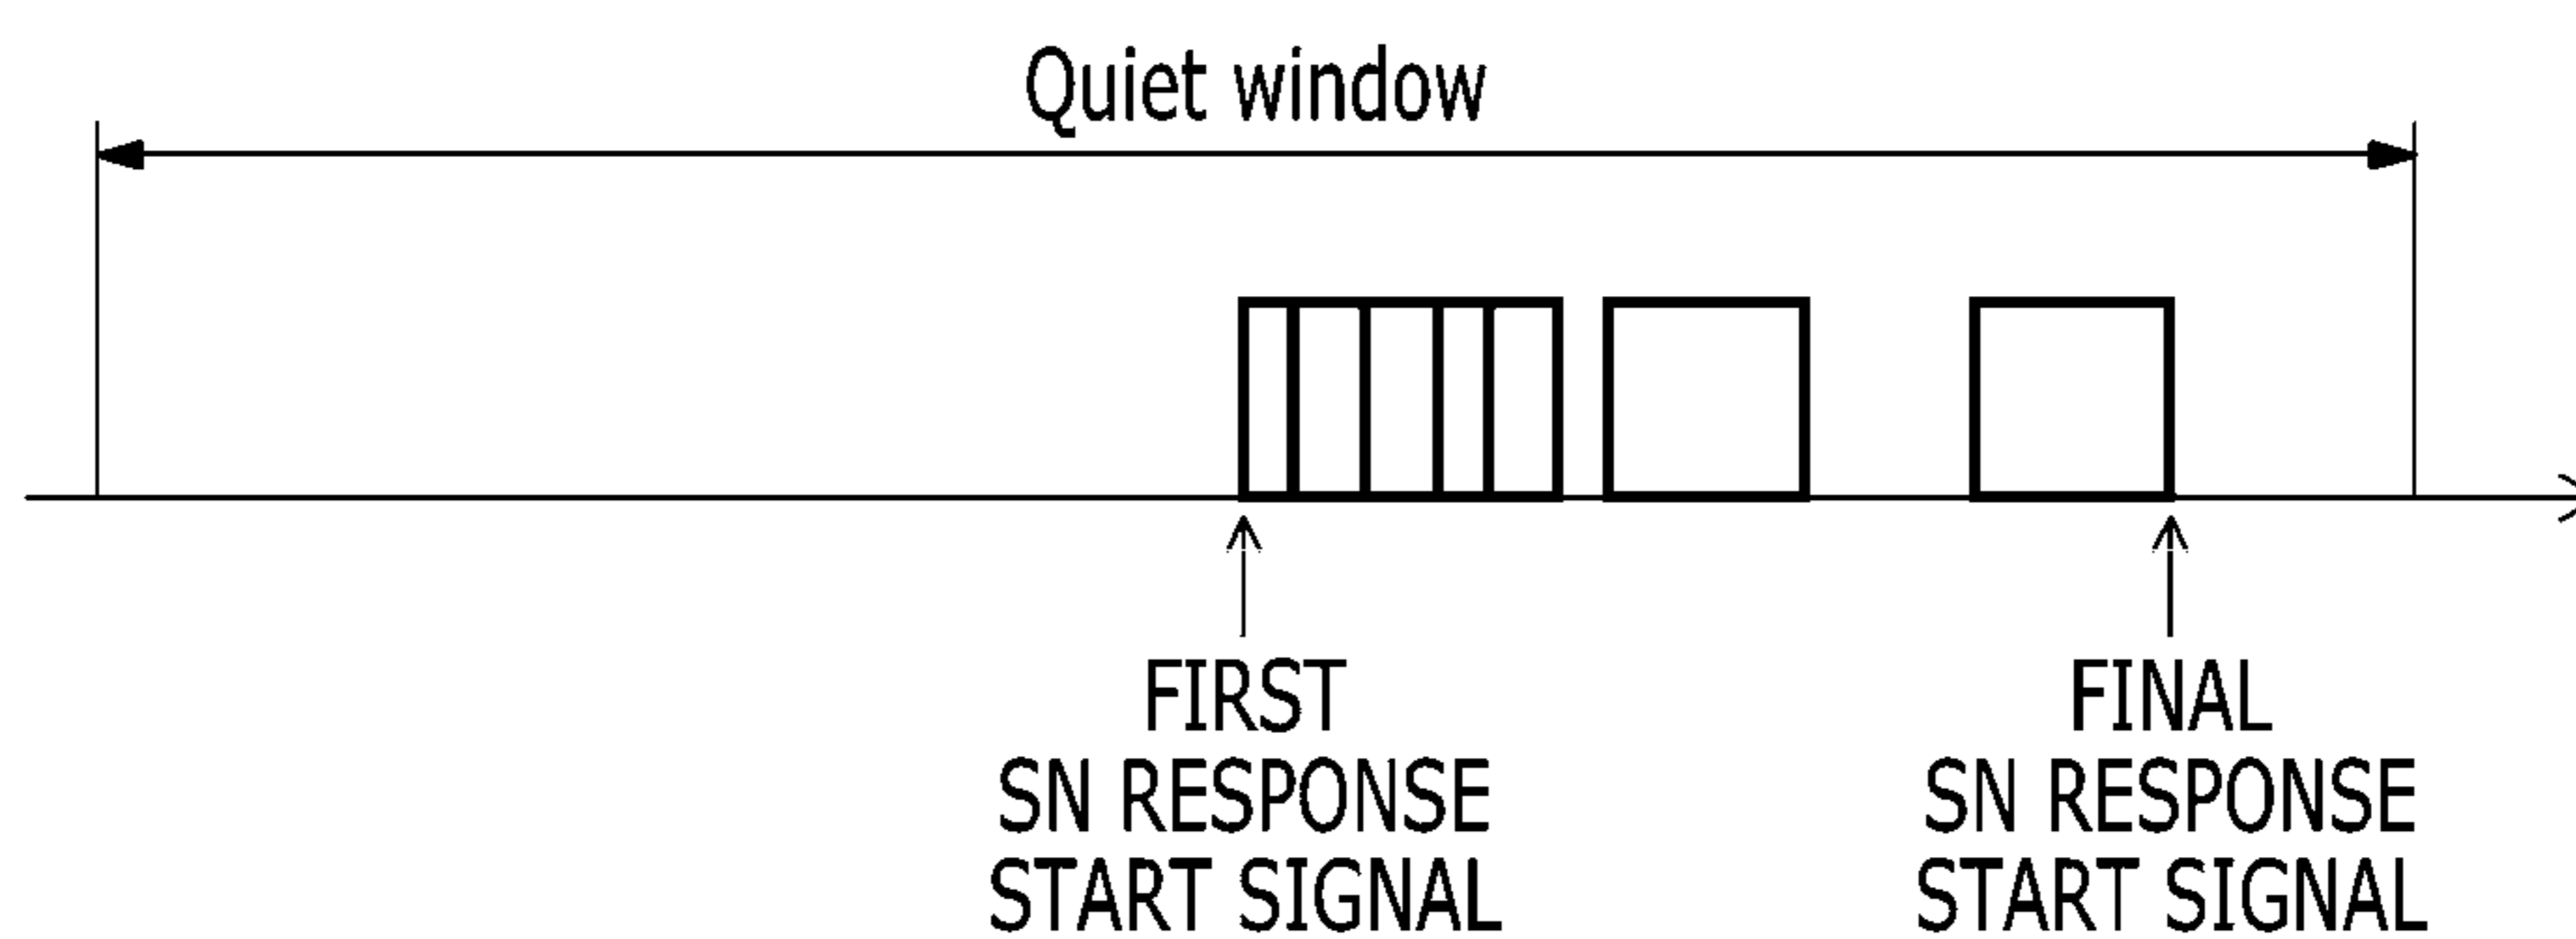 Quiet window
FIRST
SN RESPONSE
START SIGNAL
FINAL
SN RESPONSE
START SIGNAL